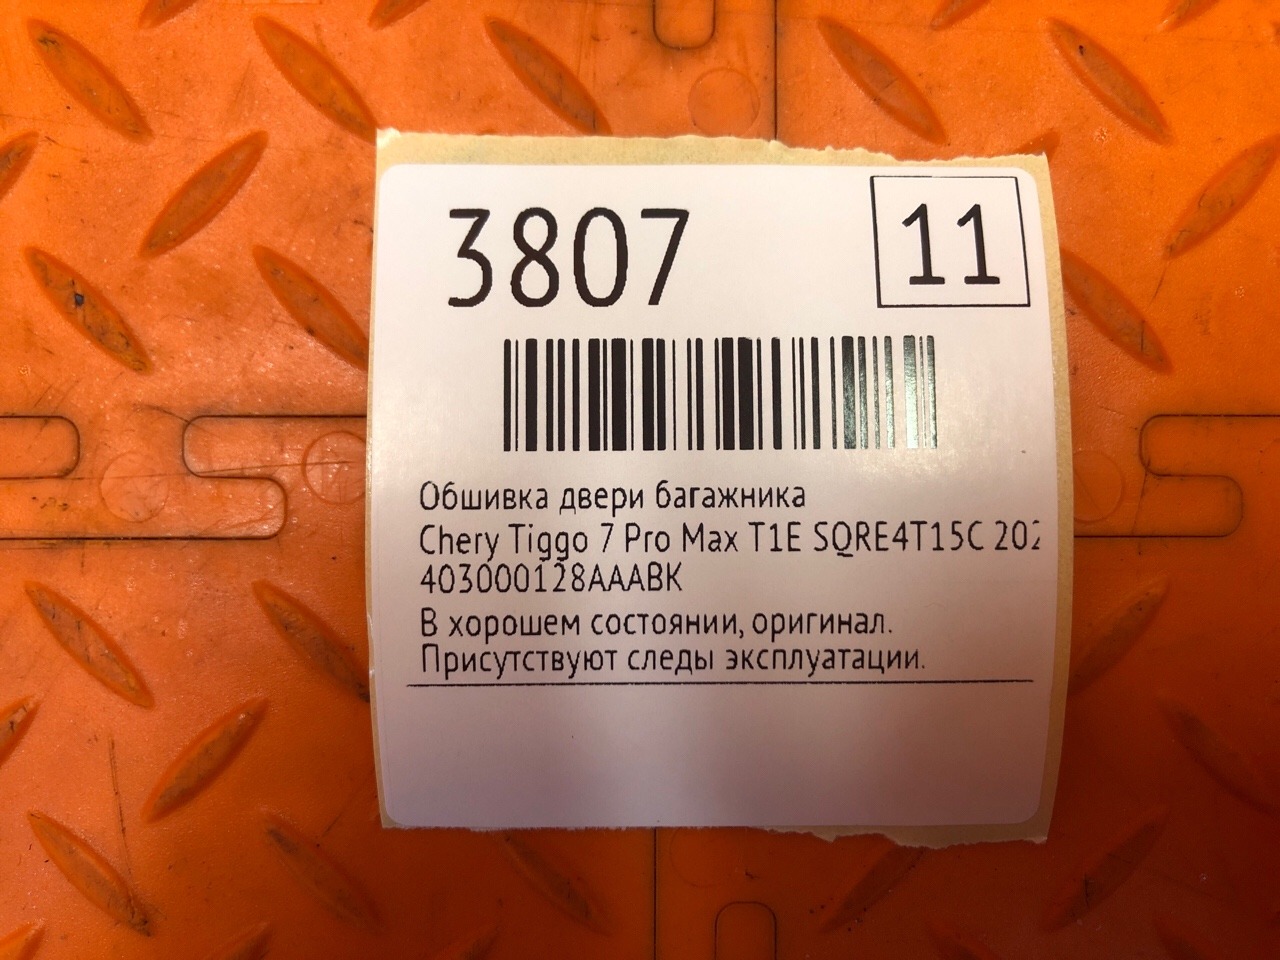 3807
11
Обшивка двери багажника
Chery Tiggo 7 Pro Max T1E SQRE4T15C 202
403000128AAABK
В хорошем состоянии, оригинал.
Присутствуют следы эксплуатации.